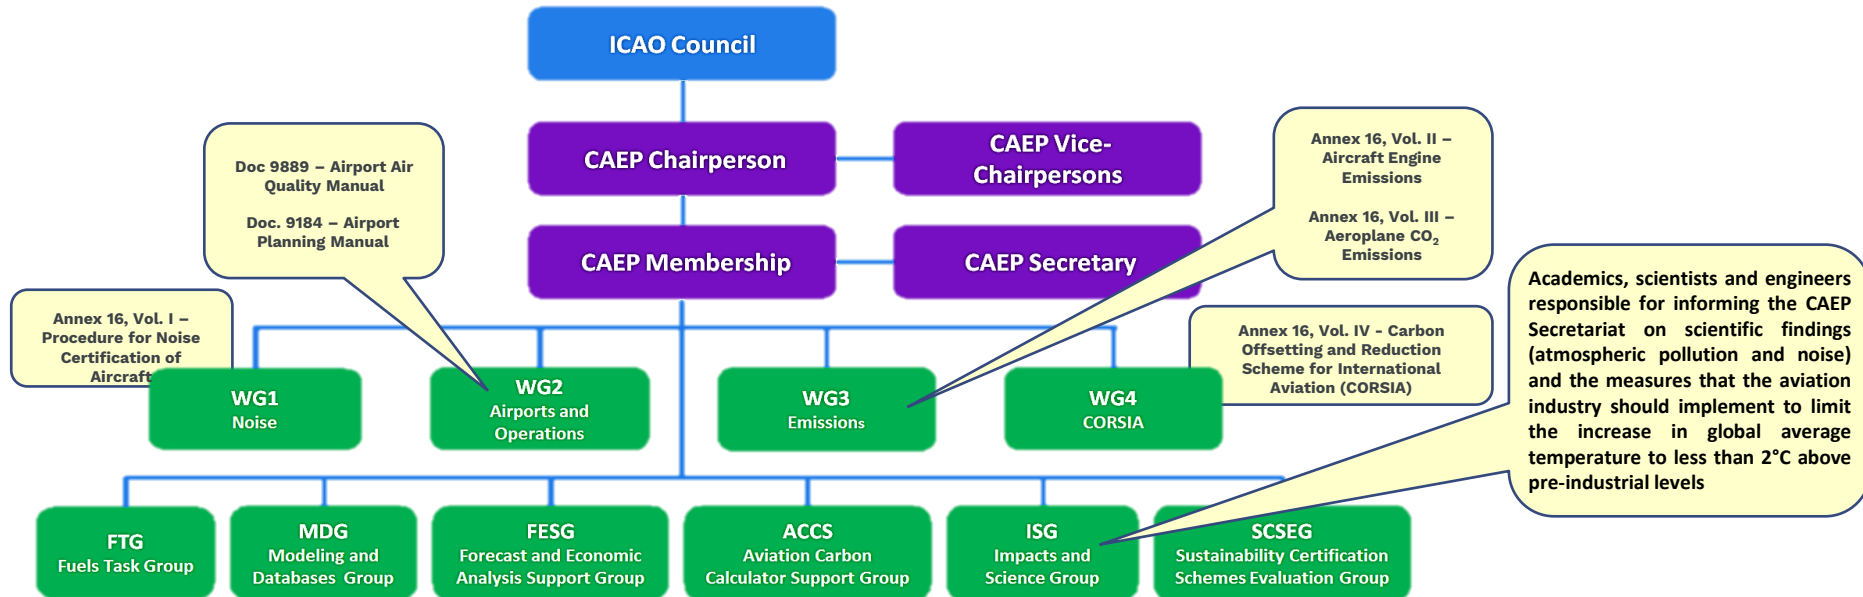 ICAO Council
CAEP Chairperson
CAEP Vice-
Chairpersons
CAEP Membership
CAEP Secretary
Doc 9889 – Airport Air
Quality Manual
Doc. 9184 – Airport
Planning Manual
Annex 16, Vol. II –
Aircraft Engine
Emissions
Annex 16, Vol. III –
Aeroplane CO₂
Emissions
Annex 16, Vol. I –
Procedure for Noise
Certification of
Aircraft
Annex 16, Vol. IV - Carbon
Offsetting and Reduction
Scheme for International
Aviation (CORSIA)
Academics, scientists and engineers
responsible for informing the CAEP
Secretariat on scientific findings
(atmospheric pollution and noise)
and the measures that the aviation
industry should implement to limit
the increase in global average
temperature to less than 2°C above
pre-industrial levels
WG1
Noise
WG2
Airports and
Operations
WG3
Emissions
WG4
CORSIA
FTG
Fuels Task Group
MDG
Modeling and
Databases Group
FESG
Forecast and Economic
Analysis Support Group
ACCS
Aviation Carbon
Calculator Support Group
ISG
Impacts and
Science Group
SCSEG
Sustainability Certification
Schemes Evaluation Group